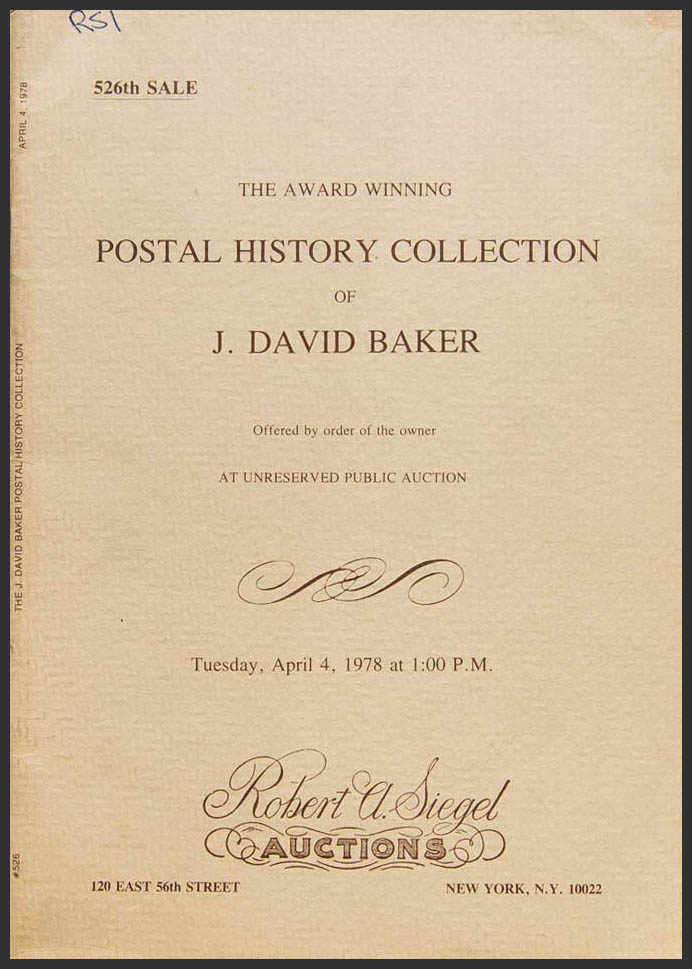 RSI
526th SALE
THE AWARD WINNING
POSTAL HISTORY COLLECTION
OF
J. DAVID BAKER
Offered by order of the owner
AT UNRESERVED PUBLIC AUCTION
Tuesday, April 4, 1978 at 1:00 P.M.
Robert A. Siegel
AUCTIONS
120 EAST 56th STREET NEW YORK, N.Y. 10022
APRIL 4, 1978
THE J. DAVID BAKER POSTAL HISTORY COLLECTION
#526